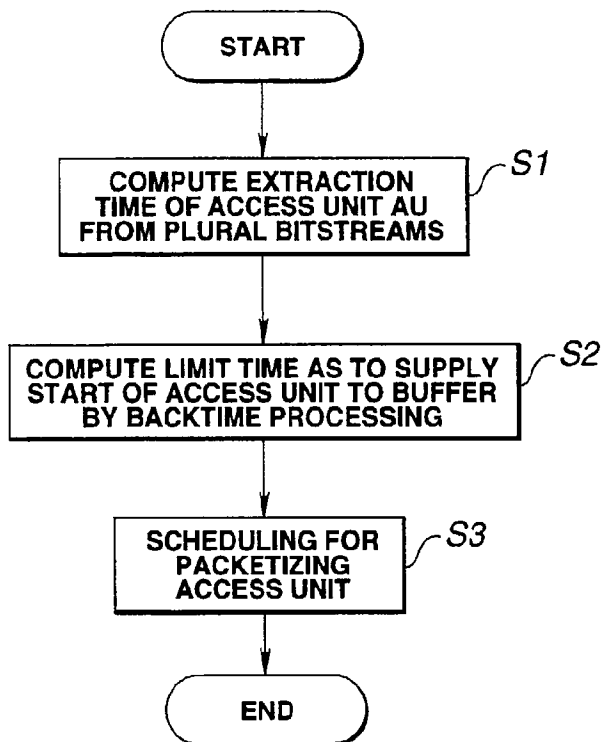 START
COMPUTE EXTRACTION
TIME OF ACCESS UNIT AU
FROM PLURAL BITSTREAMS
S1
COMPUTE LIMIT TIME AS TO SUPPLY
START OF ACCESS UNIT TO BUFFER
BY BACKTIME PROCESSING
S2
SCHEDULING FOR
PACKETIZING
ACCESS UNIT
S3
END